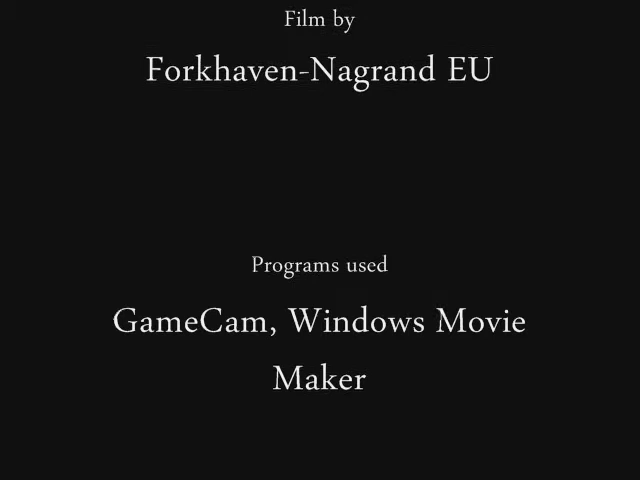 Film by
Forkhaven-Nagrand EU
Programs used
GameCam, Windows Movie
Maker